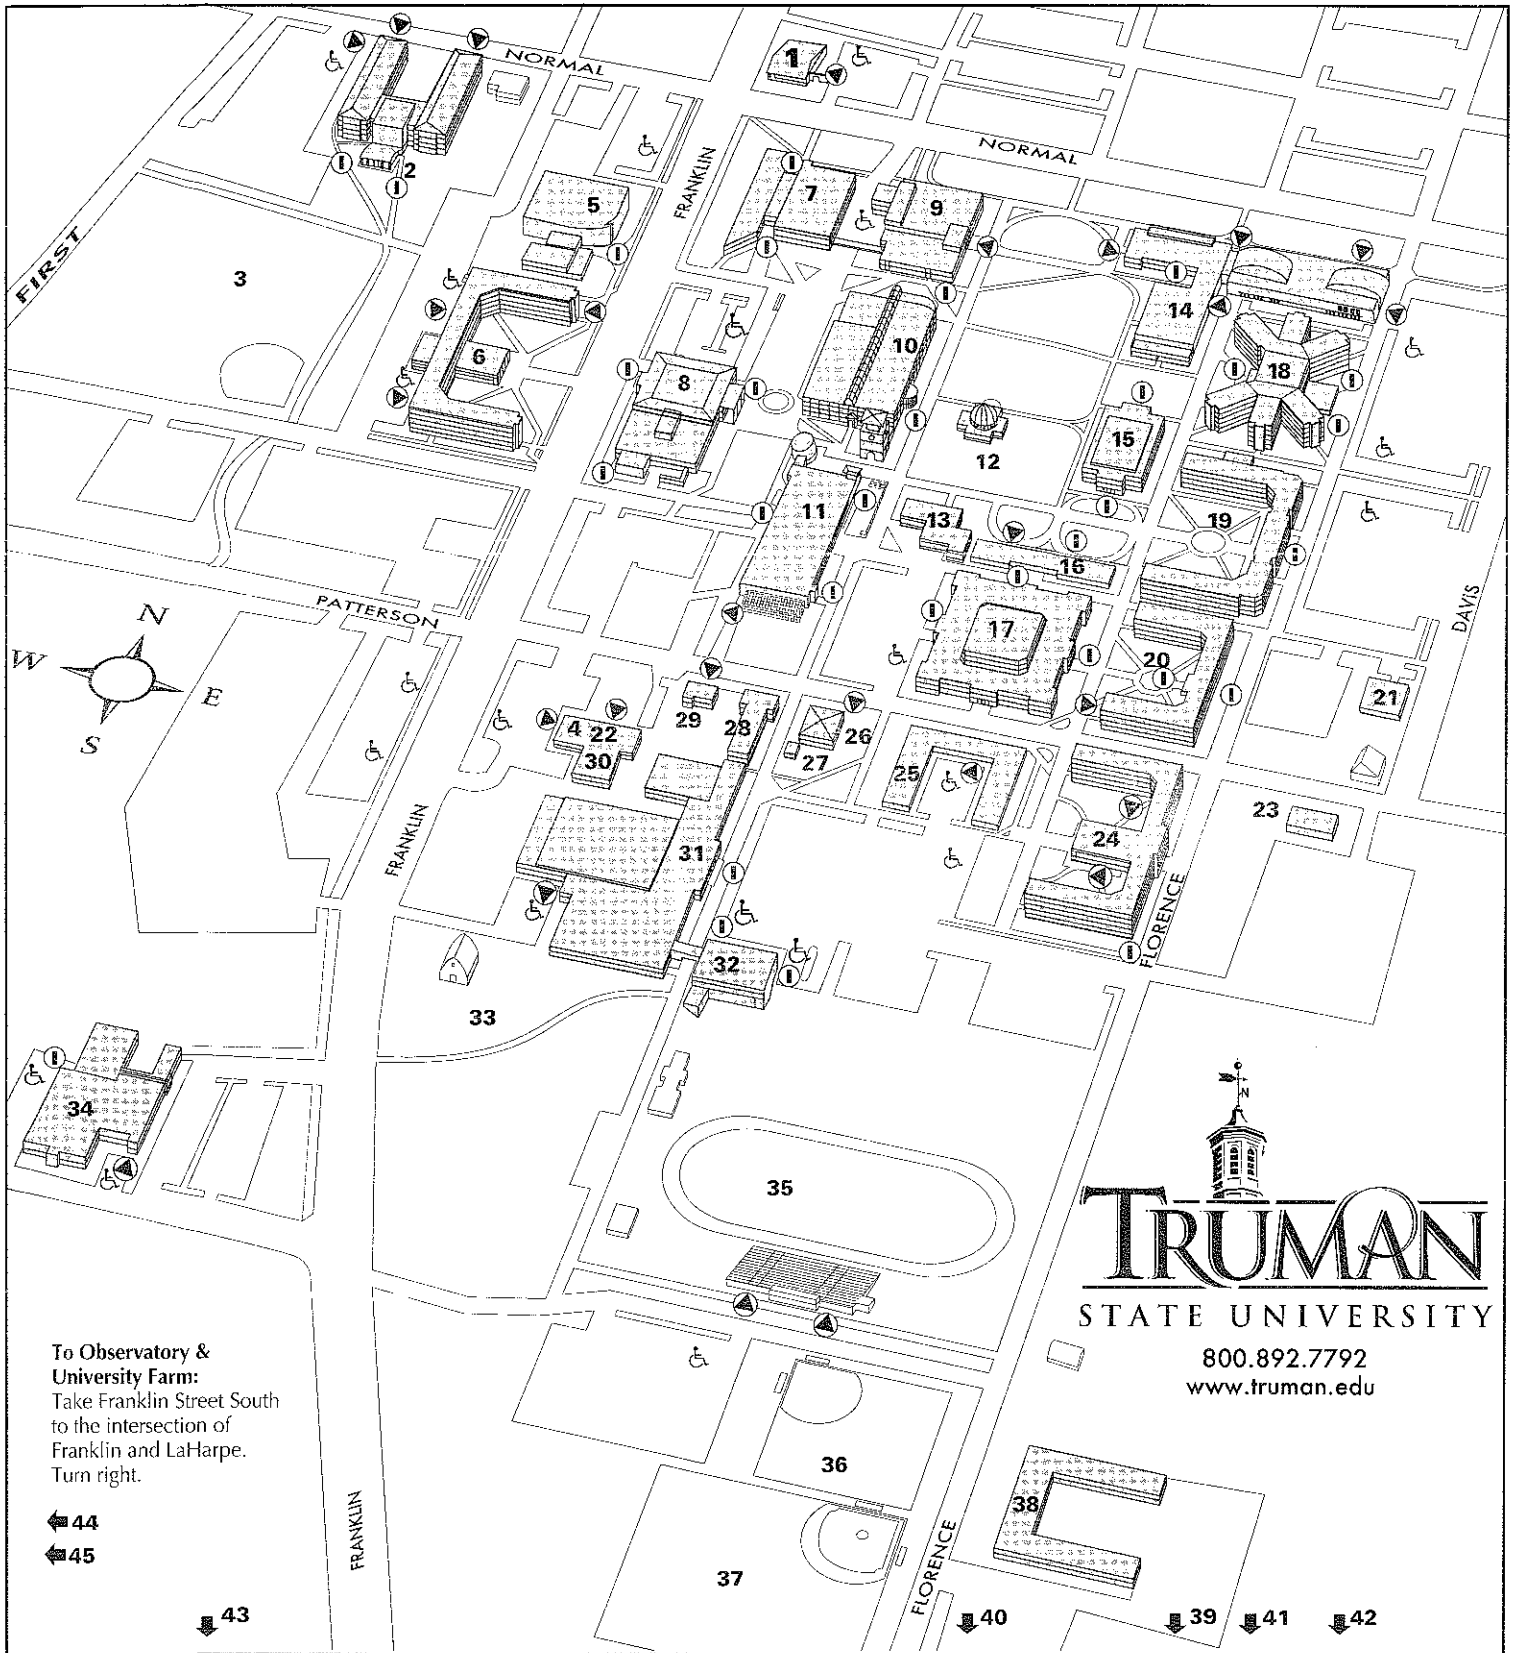 1
NORMAL
2
FRANKLIN
NORMAL
5
7
9
FIRST
3
14
6
8
10
18
15
12
11
13
19
16
PATTERSON
DAVIS
N
W
E
S
17
20
21
29
28
26
4
22
30
27
25
23
FRANKLIN
31
24
FLORENCE
32
33
34
35
N
TRUMAN
STATE UNIVERSITY
800.892.7792
www.truman.edu
To Observatory &
University Farm:
Take Franklin Street South
to the intersection of
Franklin and LaHarpe.
Turn right.
36
38
44
45
FRANKLIN
FLORENCE
37
43
40
39
41
42